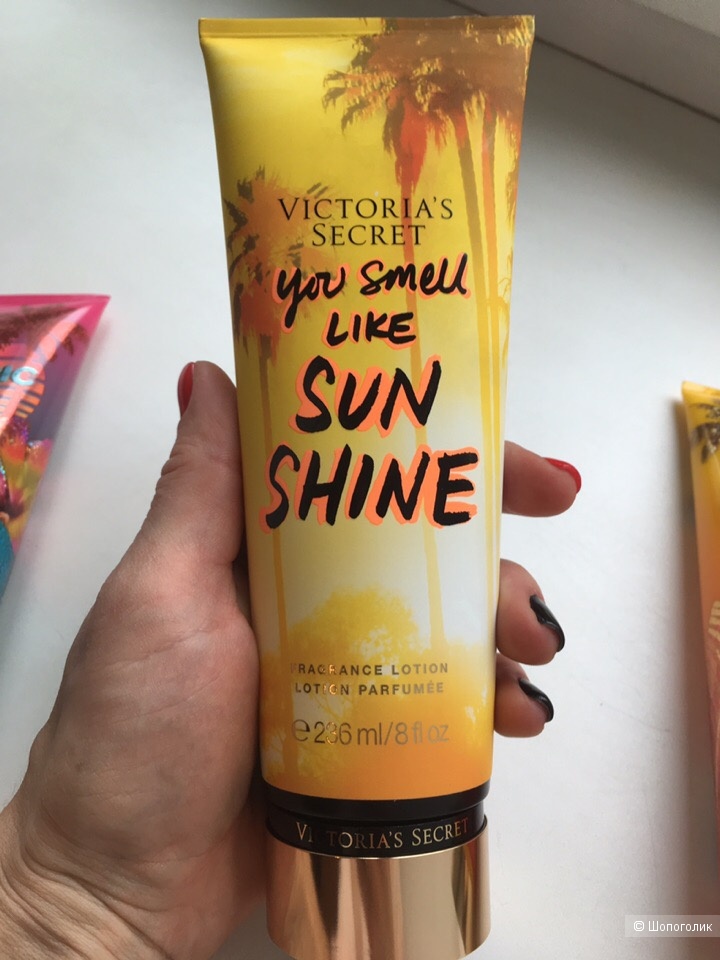 VICTORIA'S
SECRET
you smell
LIKE
SUN
SHINE
FRAGRANCE LOTION
LOTION PARFUMÉE
℮236 ml/8 fl oz
VICTORIA'S SECRET
© Шопоголик